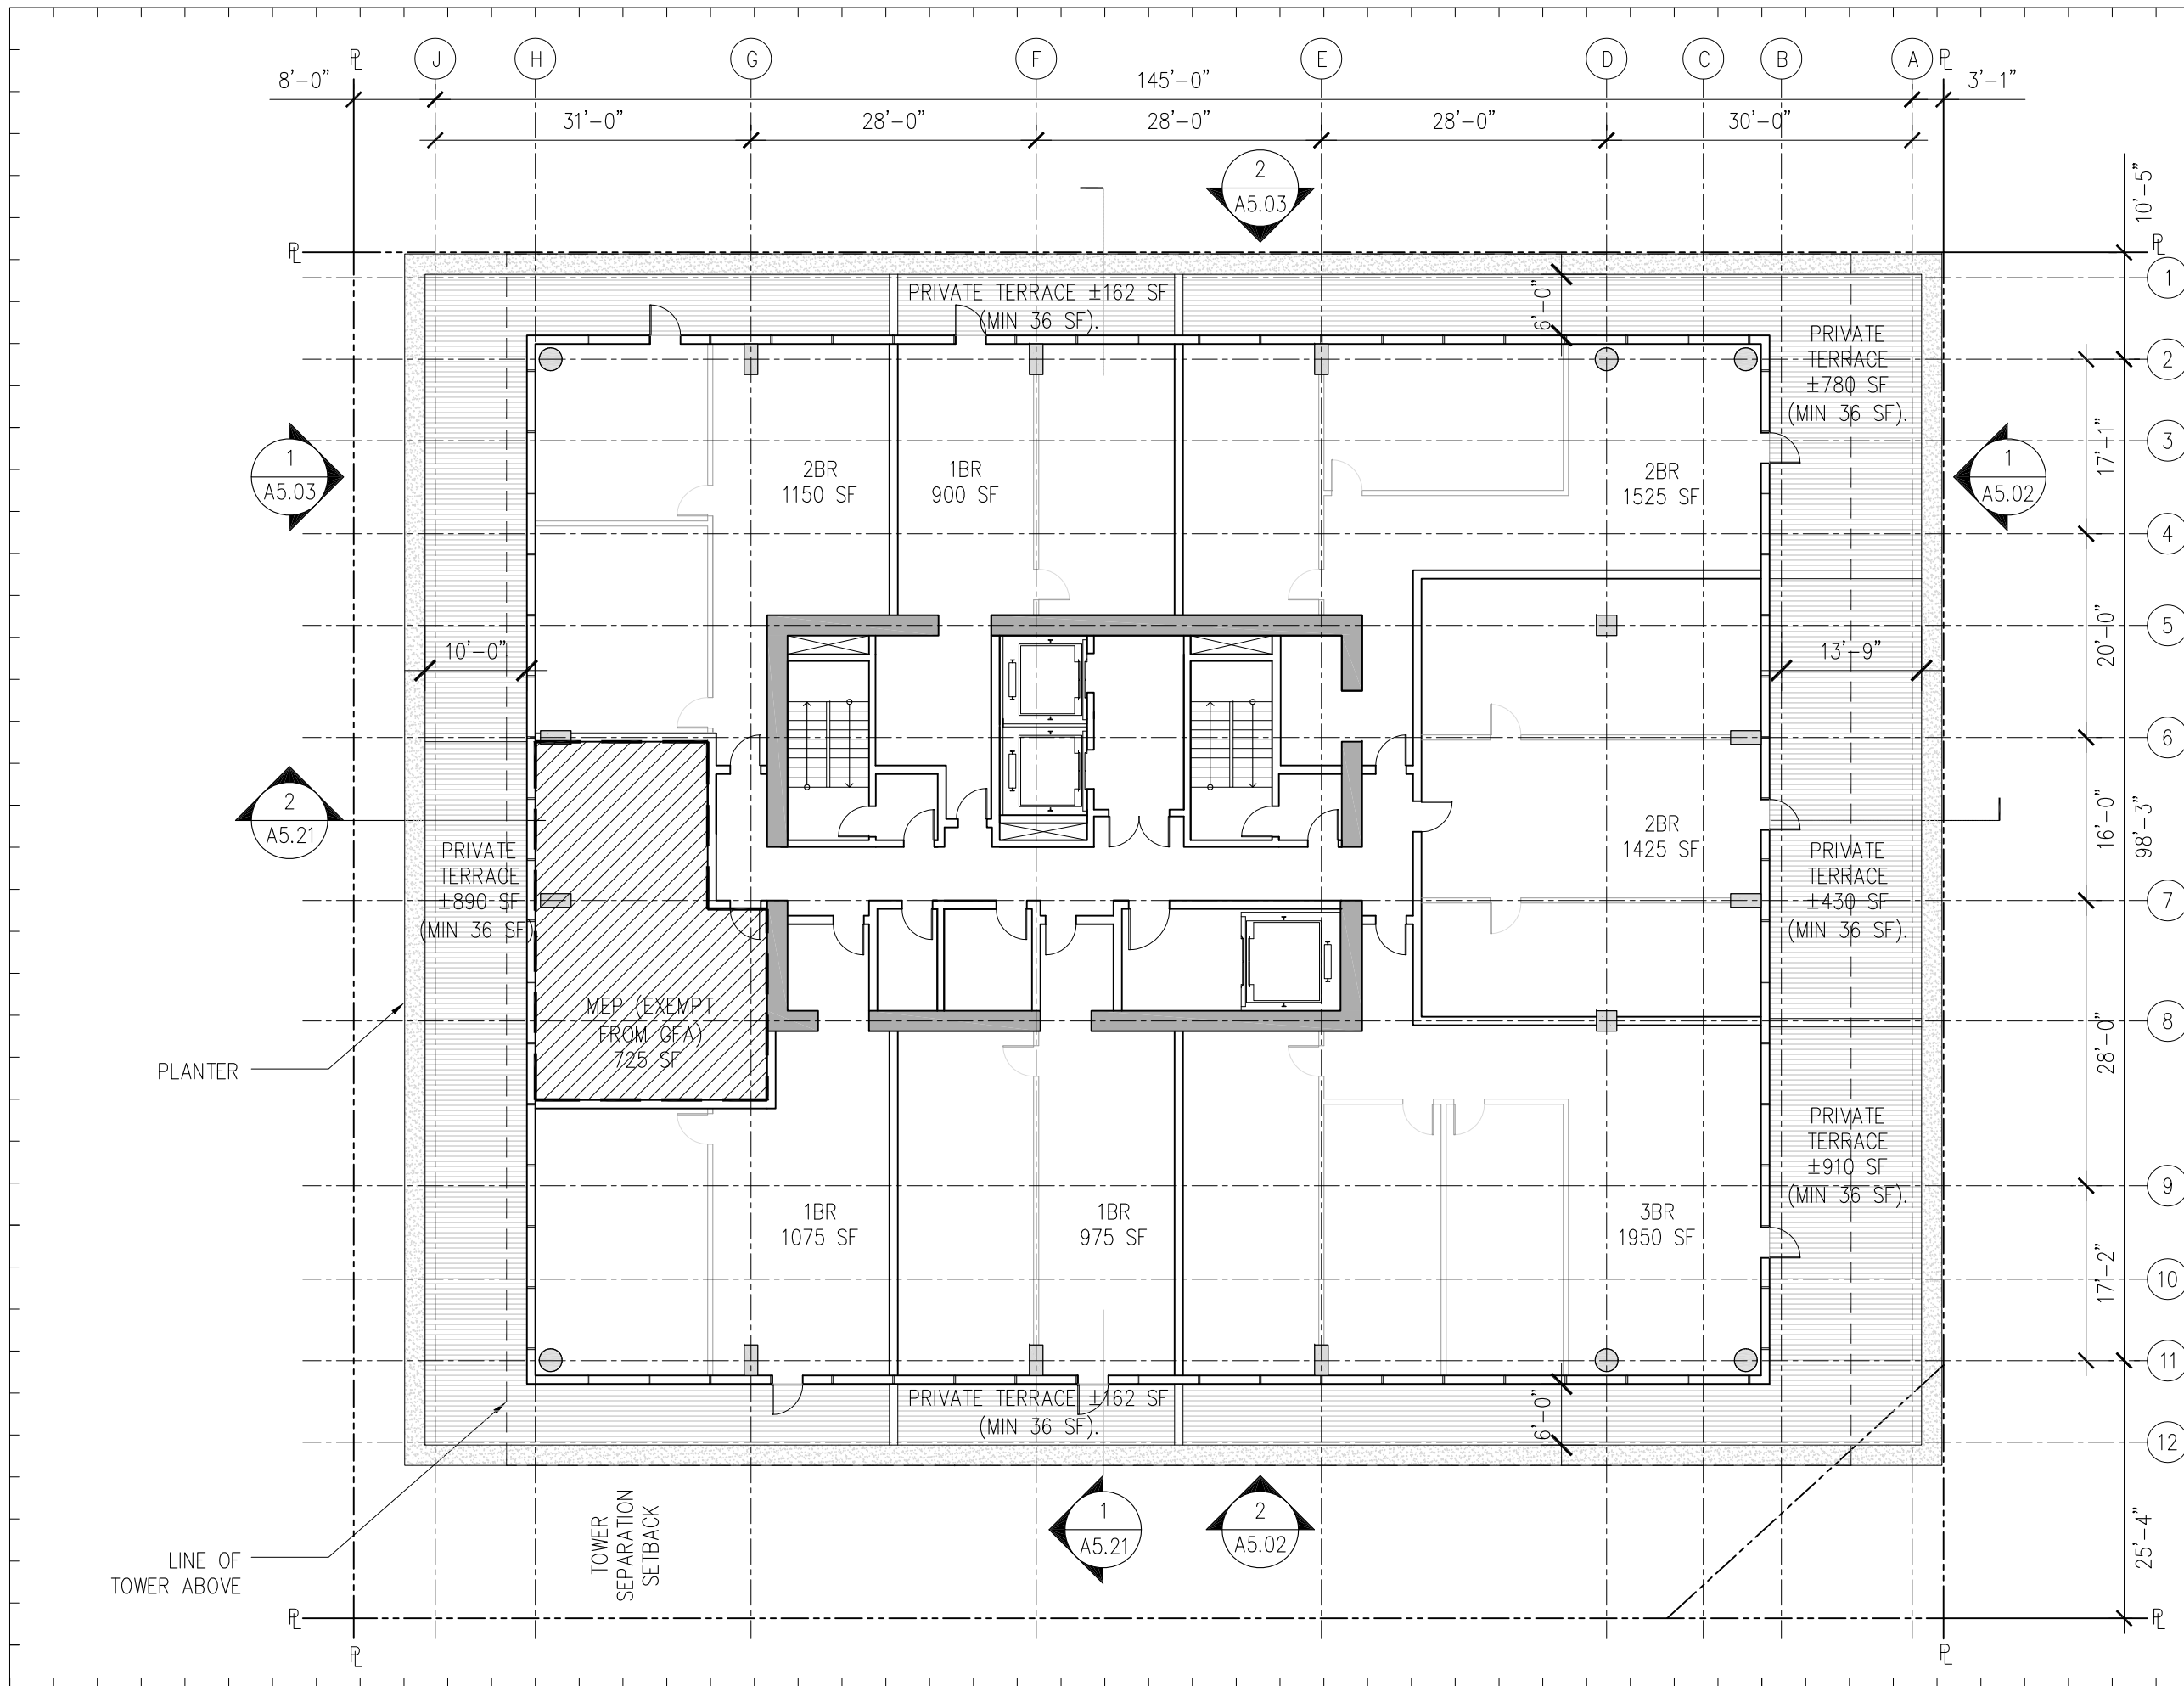 J H G F E D C B A
8'-0" 145'-0" 3'-1"
31'-0" 28'-0" 28'-0" 28'-0" 30'-0"
2
A5.03
10'-5"
1
2
3
4
5
6
7
8
9
10
11
12
PRIVATE TERRACE ±162 SF
(MIN 36 SF).
6'-0"
PRIVATE
TERRACE
±780 SF
(MIN 36 SF).
1
A5.03
2BR
1150 SF
1BR
900 SF
2BR
1525 SF
1
A5.02
17'-1"
20'-0"
16'-0"
98'-3"
28'-0"
17'-2"
25'-4"
10'-0"
13'-9"
2
A5.21
PRIVATE
TERRACE
±890 SF
(MIN 36 SF)
2BR
1425 SF
PRIVATE
TERRACE
±430 SF
(MIN 36 SF).
MEP (EXEMPT
FROM GFA)
725 SF
PLANTER
PRIVATE
TERRACE
±910 SF
(MIN 36 SF).
1BR
1075 SF
1BR
975 SF
3BR
1950 SF
PRIVATE TERRACE ±162 SF
(MIN 36 SF).
6'-0"
TOWER
SEPARATION
SETBACK
1
A5.21
2
A5.02
LINE OF
TOWER ABOVE
PL
PL
PL
PL
PL
PL
PL
PL